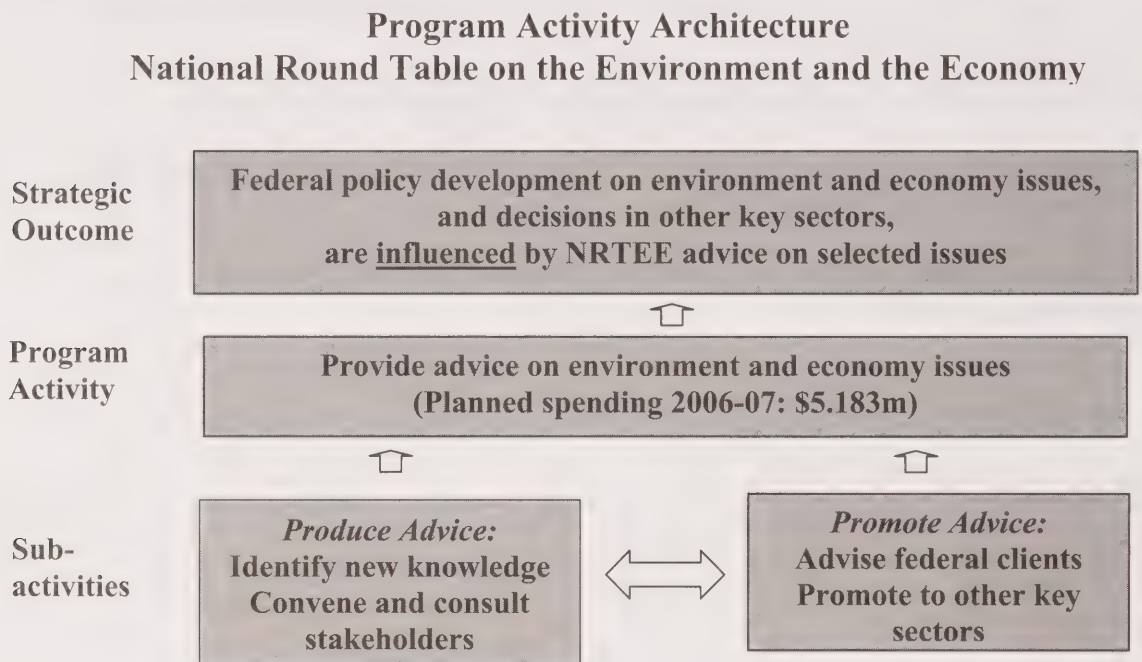 Program Activity Architecture
National Round Table on the Environment and the Economy
Strategic
Outcome
Federal policy development on environment and economy issues,
and decisions in other key sectors,
are influenced by NRTEE advice on selected issues
Program
Activity
Provide advice on environment and economy issues
(Planned spending 2006-07: $5.183m)
Sub-
activities
Produce Advice:
Identify new knowledge
Convene and consult
stakeholders
Promote Advice:
Advise federal clients
Promote to other key
sectors